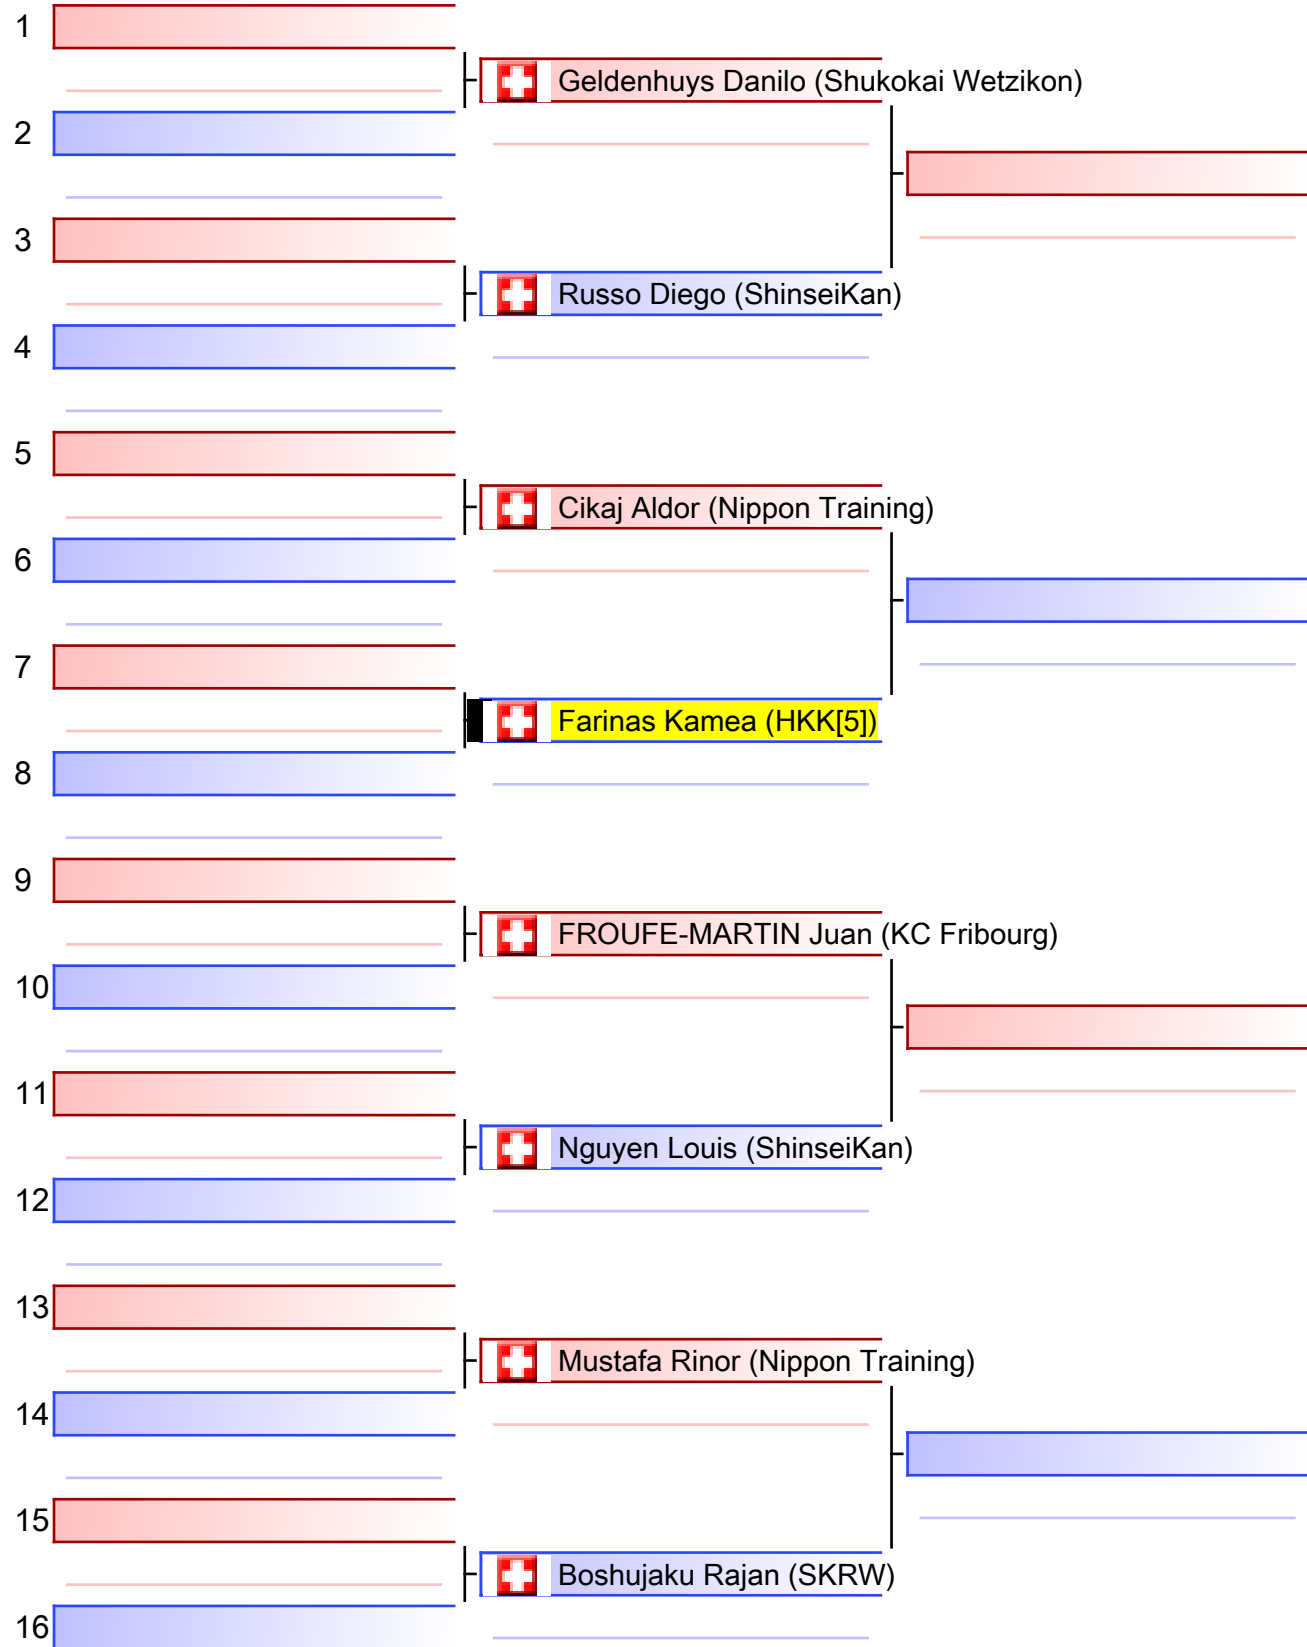 1
Geldenhuys Danilo (Shukokai Wetzikon)
2
3
Russo Diego (ShinseiKan)
4
5
Cikaj Aldor (Nippon Training)
6
7
Farinas Kamea (HKK[5])
8
9
FROUFE-MARTIN Juan (KC Fribourg)
10
11
Nguyen Louis (ShinseiKan)
12
13
Mustafa Rinor (Nippon Training)
14
15
Boshujaku Rajan (SKRW)
16